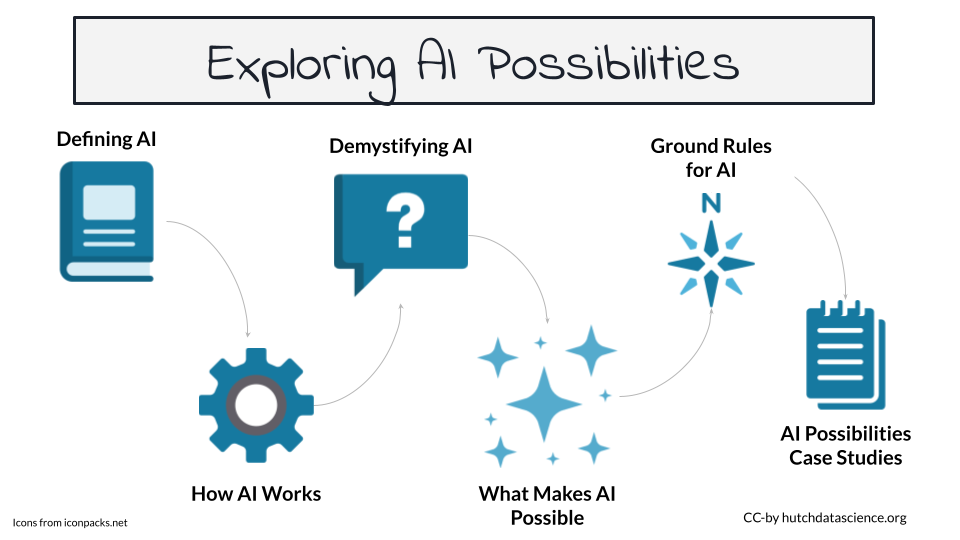 Exploring AI Possibilities
Defining AI
Demystifying AI
Ground Rules
for AI
?
N
How AI Works
What Makes AI
Possible
AI Possibilities
Case Studies
Icons from iconpacks.net
CC-by hutchdatascience.org